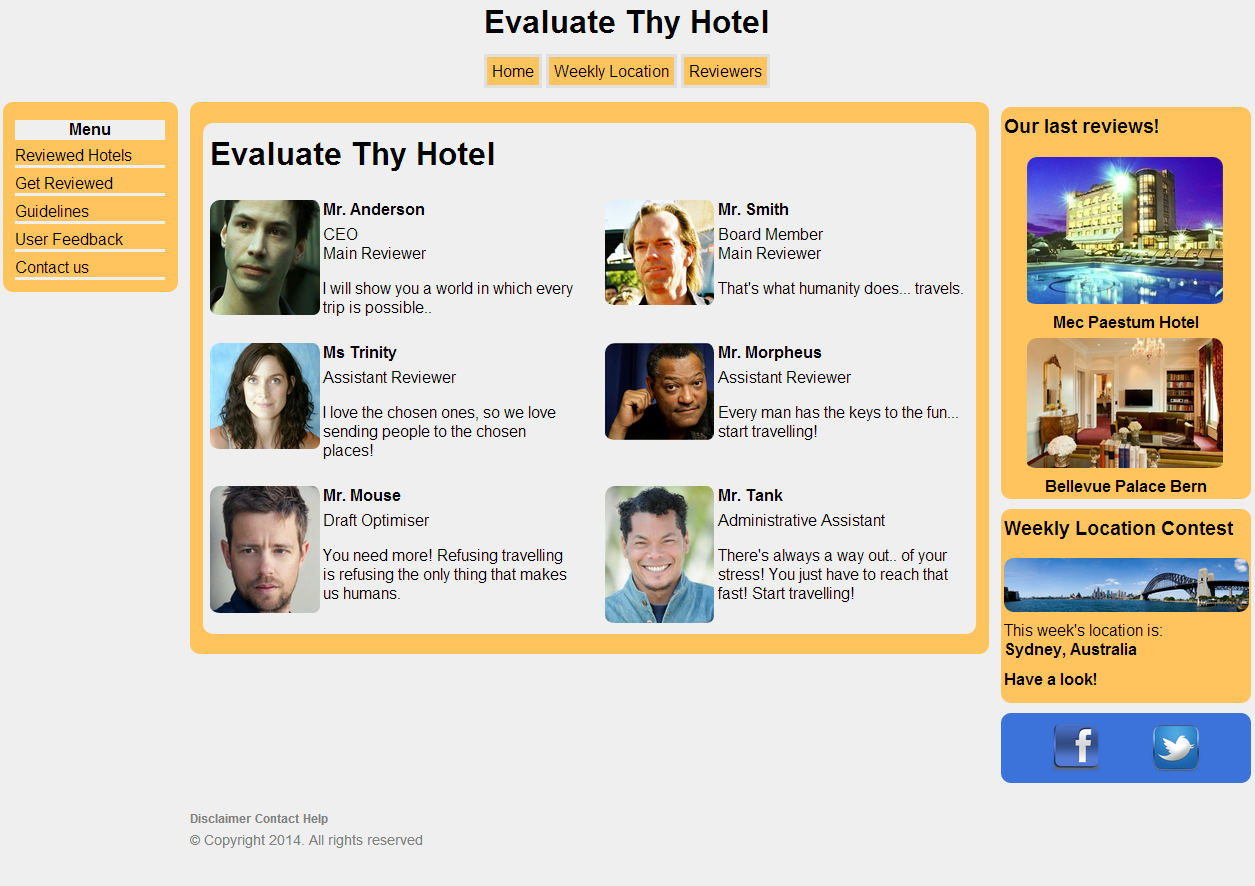 Evaluate Thy Hotel
Home Weekly Location Reviewers
Menu
Reviewed Hotels
Get Reviewed
Guidelines
User Feedback
Contact us
Evaluate Thy Hotel
Mr. Anderson
CEO
Main Reviewer
I will show you a world in which every
trip is possible..
Mr. Smith
Board Member
Main Reviewer
That's what humanity does... travels.
Ms Trinity
Assistant Reviewer
I love the chosen ones, so we love
sending people to the chosen
places!
Mr. Morpheus
Assistant Reviewer
Every man has the keys to the fun...
start travelling!
Mr. Mouse
Draft Optimiser
You need more! Refusing travelling
is refusing the only thing that makes
us humans.
Mr. Tank
Administrative Assistant
There's always a way out.. of your
stress! You just have to reach that
fast! Start travelling!
Our last reviews!
Mec Paestum Hotel
Bellevue Palace Bern
Weekly Location Contest
This week's location is:
Sydney, Australia
Have a look!
f
Disclaimer Contact Help
© Copyright 2014. All rights reserved